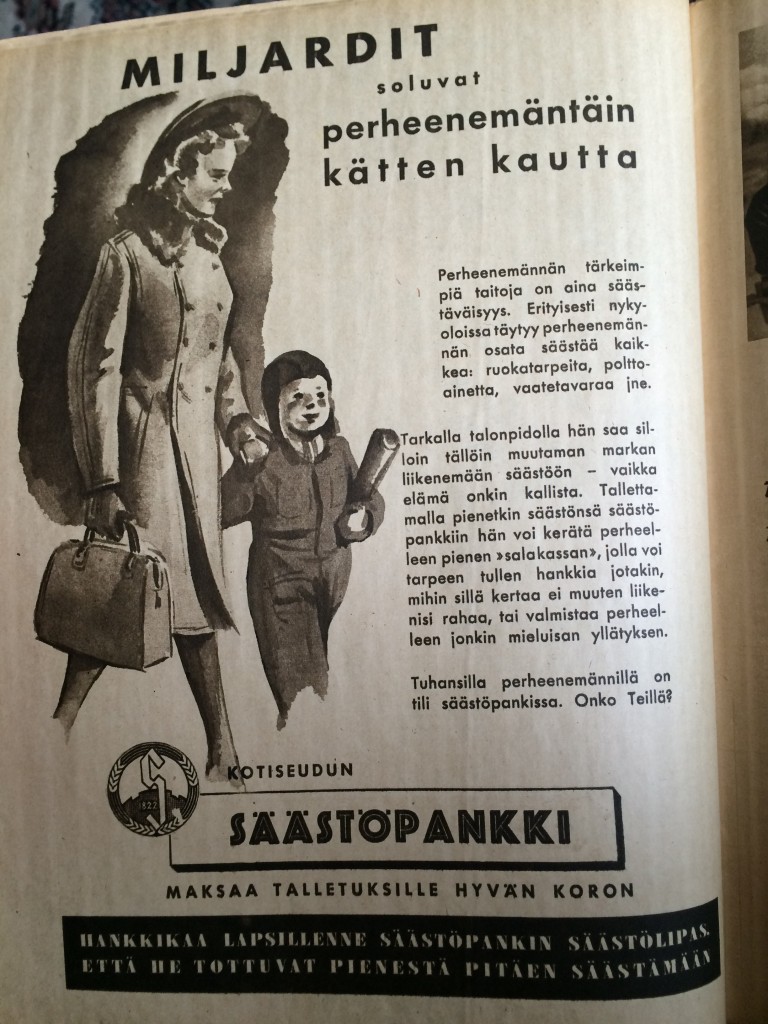 MILJARDIT
soluvat
perheenemäntäin
kätten kautta
Perheenemännän tärkeim-
piä taitoja on aina sääs-
täväisyys. Erityisesti nyky-
oloissa täytyy perheenemän-
nän osata säästää kaik-
kea: ruokatarpeita, poltto-
ainetta, vaatetavaraa jne.
Tarkalla talonpidolla hän saa sil-
loin tällöin muutaman markan
liikenemään säästöön – vaikka
elämä onkin kallista. Talletta-
malla pienetkin säästönsä säästö-
pankkiin hän voi kerätä perheel-
leen pienen »salakassan», jolla voi
tarpeen tullen hankkia jotakin,
mihin sillä kertaa ei muuten liike-
nisi rahaa, tai valmistaa perheel-
leen jonkin mieluisan yllätyksen.
Tuhansilla perheenemännillä on
tili säästöpankissa. Onko Teillä?
S
1822
KOTISEUDUN
SÄÄSTÖPANKKI
MAKSAA TALLETUKSILLE HYVÄN KORON
HANKKIKAA LAPSILLENNE SÄÄSTÖPANKIN SÄÄSTÖLIPAS,
ETTÄ HE TOTTUVAT PIENESTÄ PITÄEN SÄÄSTÄMÄÄN